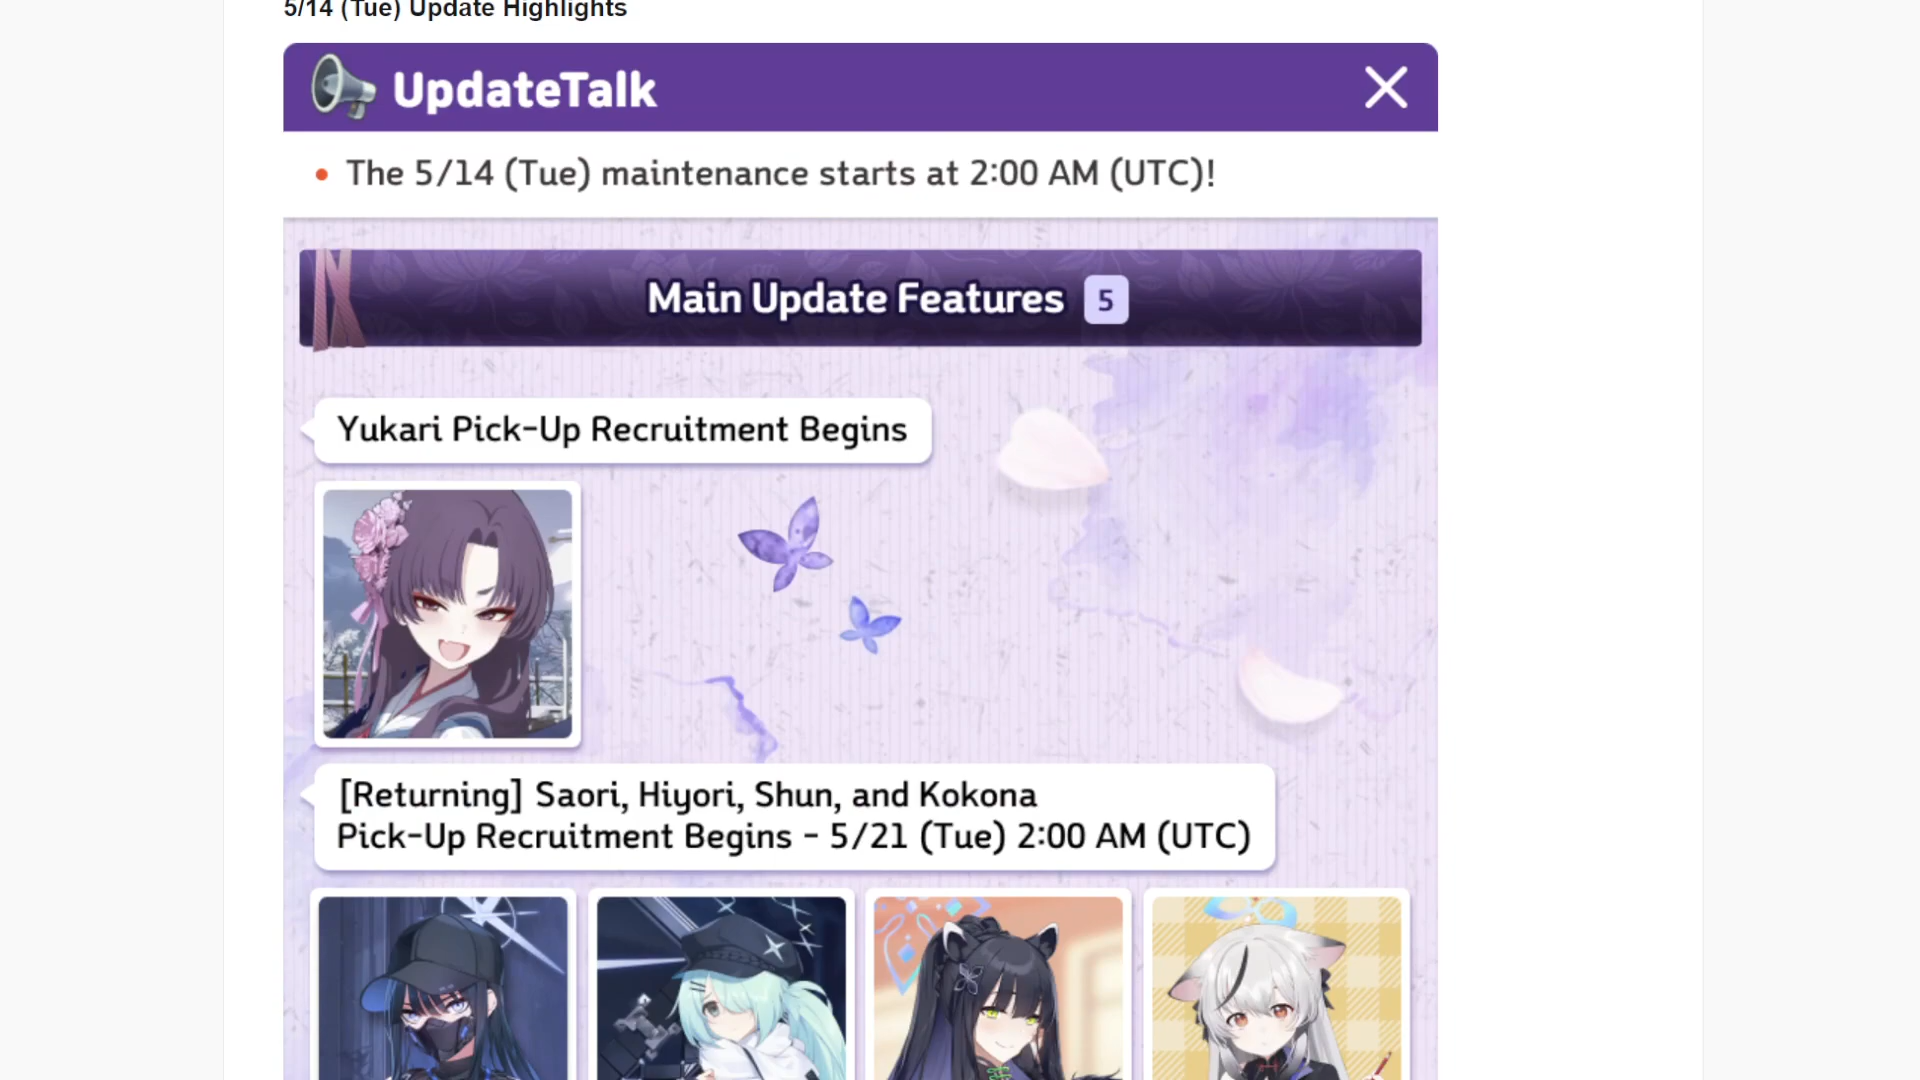 5/14 (Tue) Update Highlights
UpdateTalk
The 5/14 (Tue) maintenance starts at 2:00 AM (UTC)!
Main Update Features 5
Yukari Pick-Up Recruitment Begins
[Returning] Saori, Hiyori, Shun, and Kokona
Pick-Up Recruitment Begins - 5/21 (Tue) 2:00 AM (UTC)